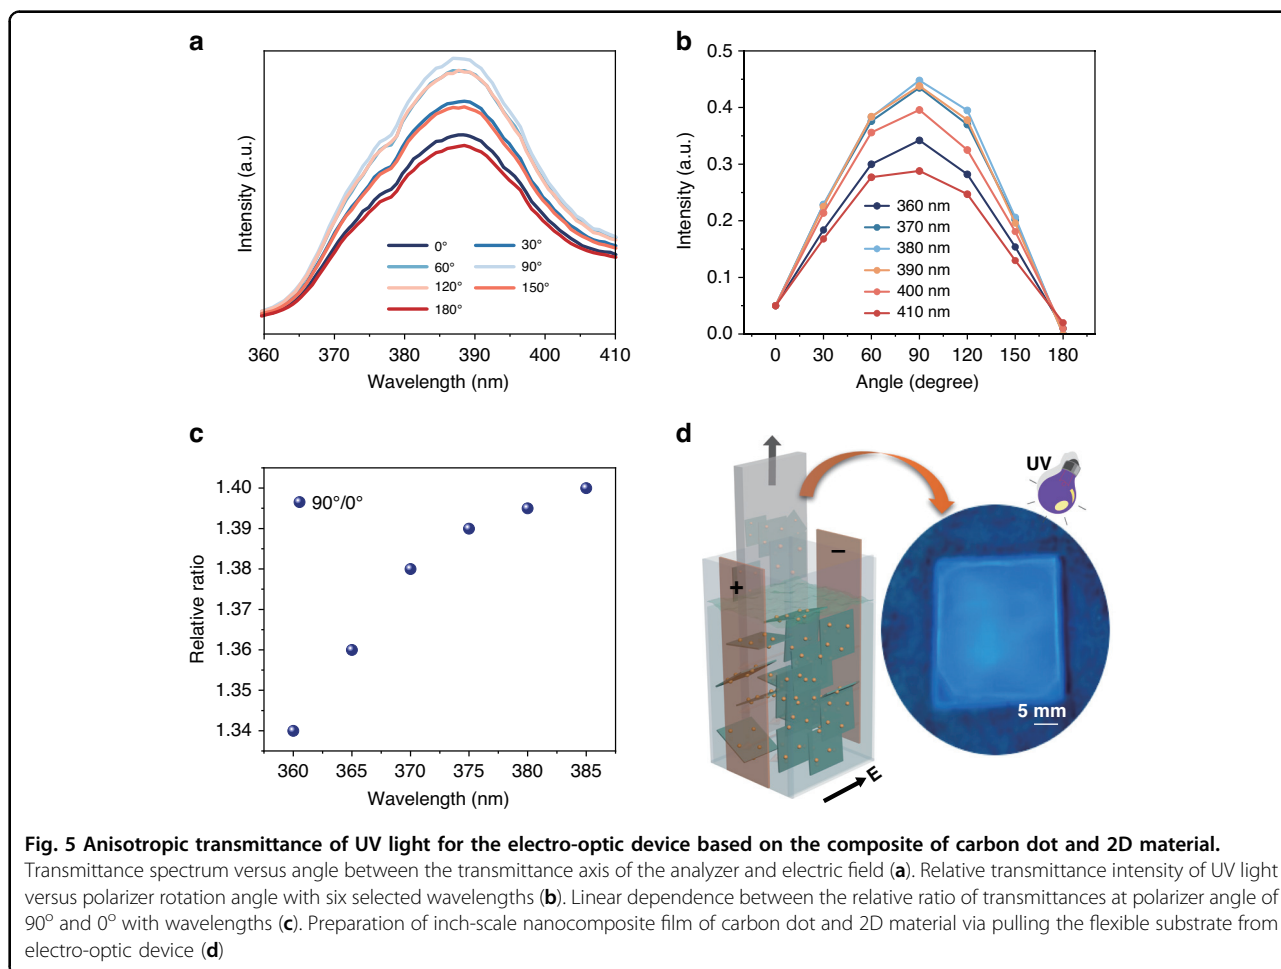 a
Intensity (a.u.)
0° 30°
60° 90°
120° 150°
180°
360 370 380 390 400 410
Wavelength (nm)
b
Intensity (a.u.)
0.5
0.4
0.3
0.2
0.1
0.0
360 nm
370 nm
380 nm
390 nm
400 nm
410 nm
0 30 60 90 120 150 180
Angle (degree)
c
Relative ratio
1.40
1.39
1.38
1.37
1.36
1.35
1.34
90°/0°
360 365 370 375 380 385
Wavelength (nm)
d
UV
+
−
E
5 mm
Fig. 5 Anisotropic transmittance of UV light for the electro-optic device based on the composite of carbon dot and 2D material.
Transmittance spectrum versus angle between the transmittance axis of the analyzer and electric field (a). Relative transmittance intensity of UV light
versus polarizer rotation angle with six selected wavelengths (b). Linear dependence between the relative ratio of transmittances at polarizer angle of
90° and 0° with wavelengths (c). Preparation of inch-scale nanocomposite film of carbon dot and 2D material via pulling the flexible substrate from
electro-optic device (d)